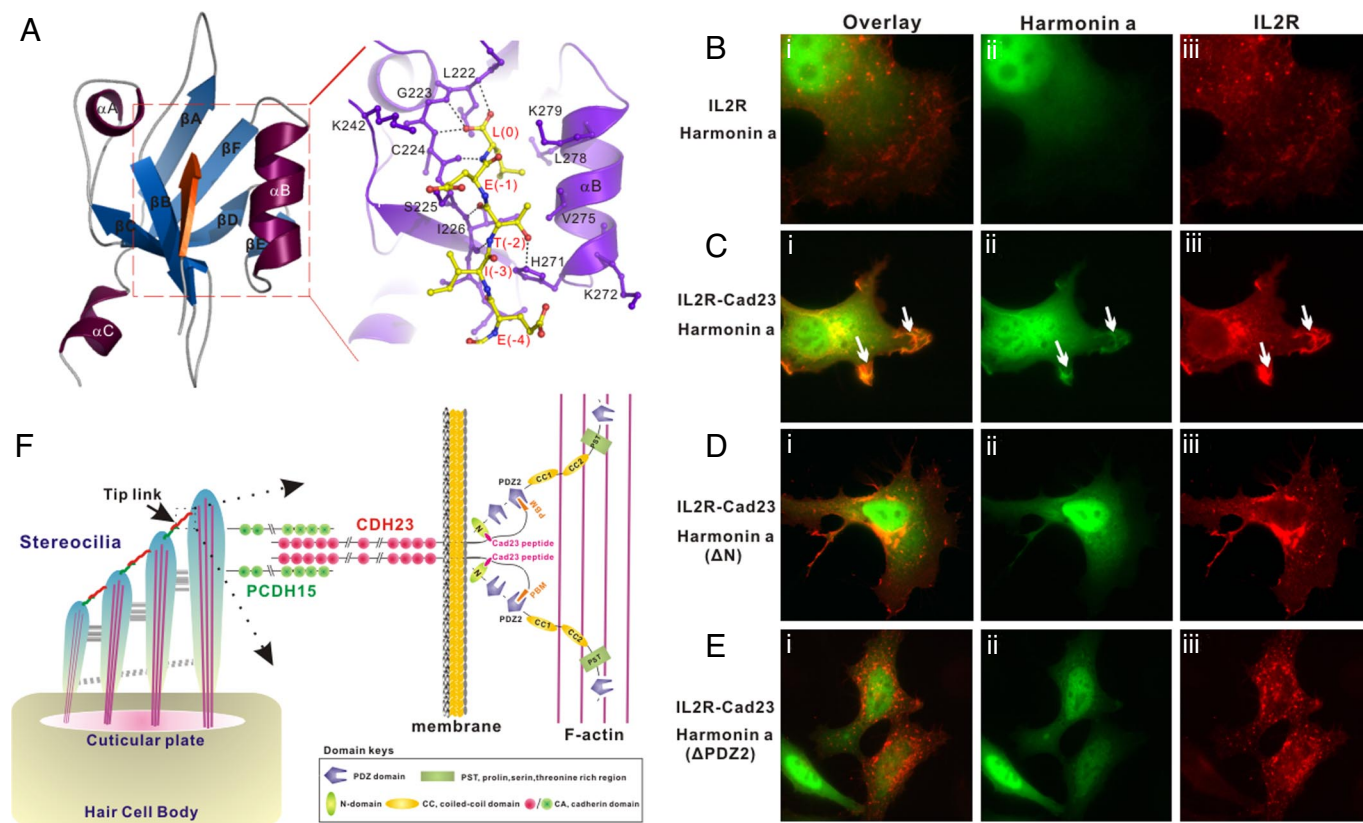 A
αA
βA
βF
βB
αB
βC
βD
βE
αC
L222
G223
K242
C224
L(0)
K279
L278
E(-1)
αB
S225
I226
V275
T(-2)
H271
I(-3)
K272
E(-4)
Overlay
Harmonin a
IL2R
B
i
ii
iii
IL2R
Harmonin a
C
i
ii
iii
IL2R-Cad23
Harmonin a
D
i
ii
iii
IL2R-Cad23
Harmonin a
(ΔN)
E
i
ii
iii
IL2R-Cad23
Harmonin a
(ΔPDZ2)
F
Tip link
Stereocilia
CDH23
PCDH15
PST
CC2
CC1
PDZ2
PBM
N
Cad23 peptide
Cad23 peptide
N
PBM
PDZ2
CC1
CC2
PST
membrane
F-actin
Cuticular plate
Hair Cell Body
Domain keys
PDZ domain
PST, prolin,serin,threonine rich region
N-domain
CC, coiled-coil domain
CA, cadherin domain